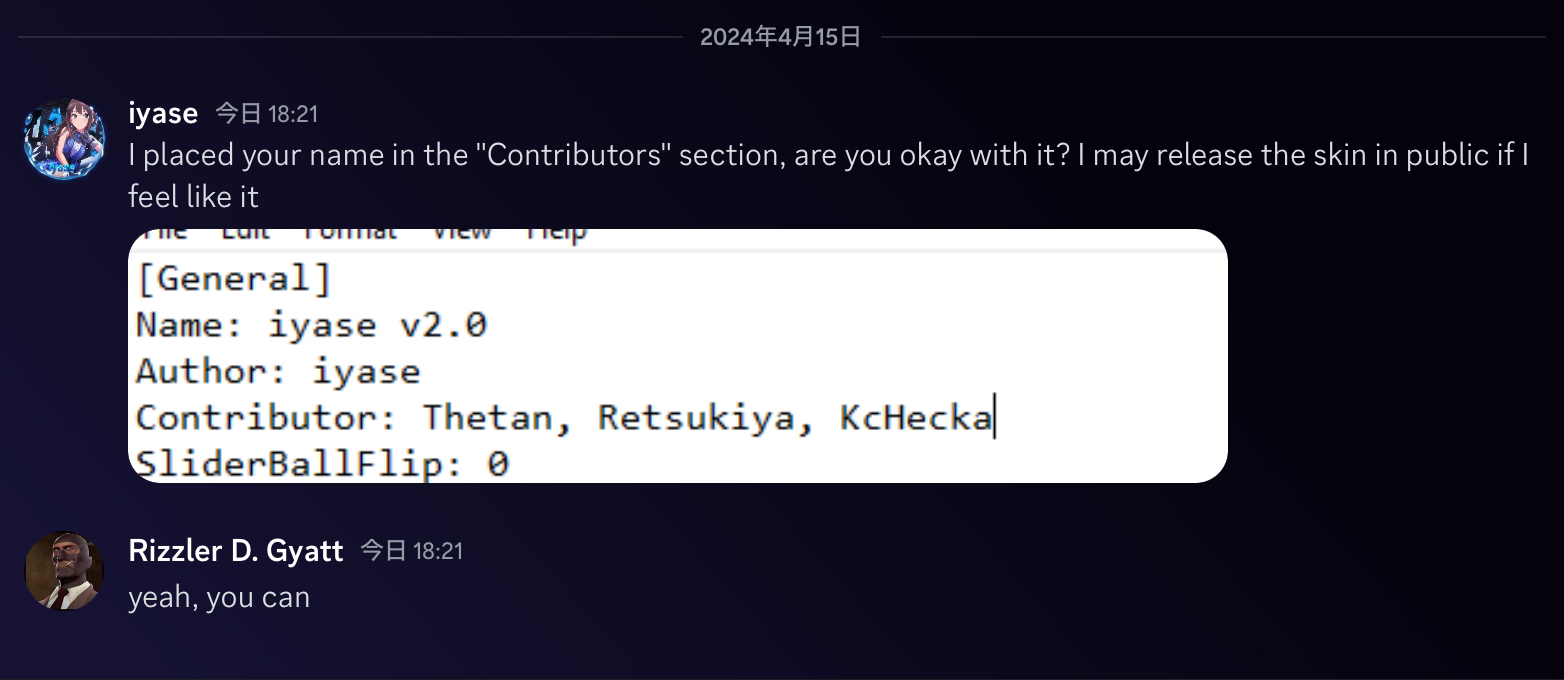 2024年4月15日
iyase 今日 18:21
I placed your name in the "Contributors" section, are you okay with it? I may release the skin in public if I
feel like it
File Edit Format View Help
[General]
Name: iyase v2.0
Author: iyase
Contributor: Thetan, Retsukiya, KcHecka
SliderBallFlip: 0
Rizzler D. Gyatt 今日 18:21
yeah, you can